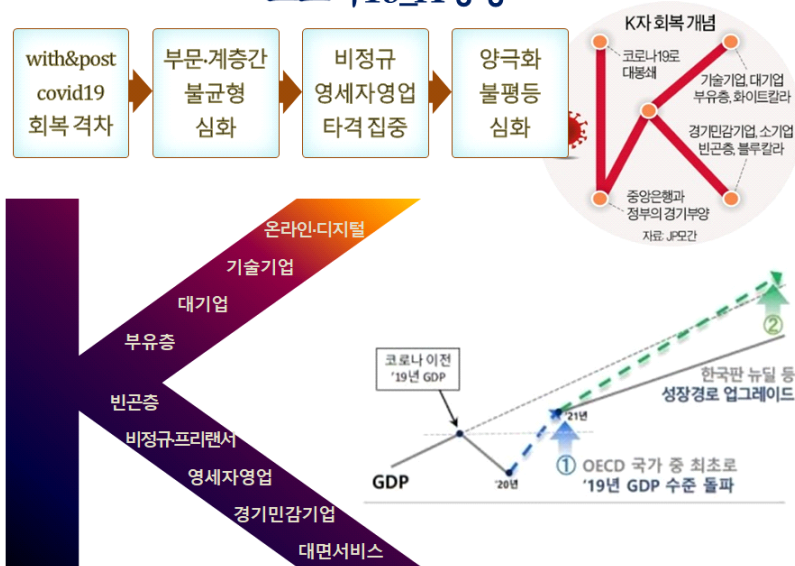 with&post
covid19
회복 격차
부문·계층간
불균형
심화
비정규
영세자영업
타격 집중
양극화
불평등
심화
K자 회복 개념
코로나19로
대봉쇄
기술기업, 대기업
부유층, 화이트칼라
경기민감기업, 소기업
빈곤층, 블루칼라
중앙은행과
정부의 경기부양
자료: JP모간
온라인·디지털
기술기업
대기업
부유층
빈곤층
비정규·프리랜서
영세자영업
경기민감기업
대면서비스
코로나 이전
'19년 GDP
②
한국판 뉴딜 등
성장경로 업그레이드
'21년
GDP
'20년
① OECD 국가 중 최초로
'19년 GDP 수준 돌파